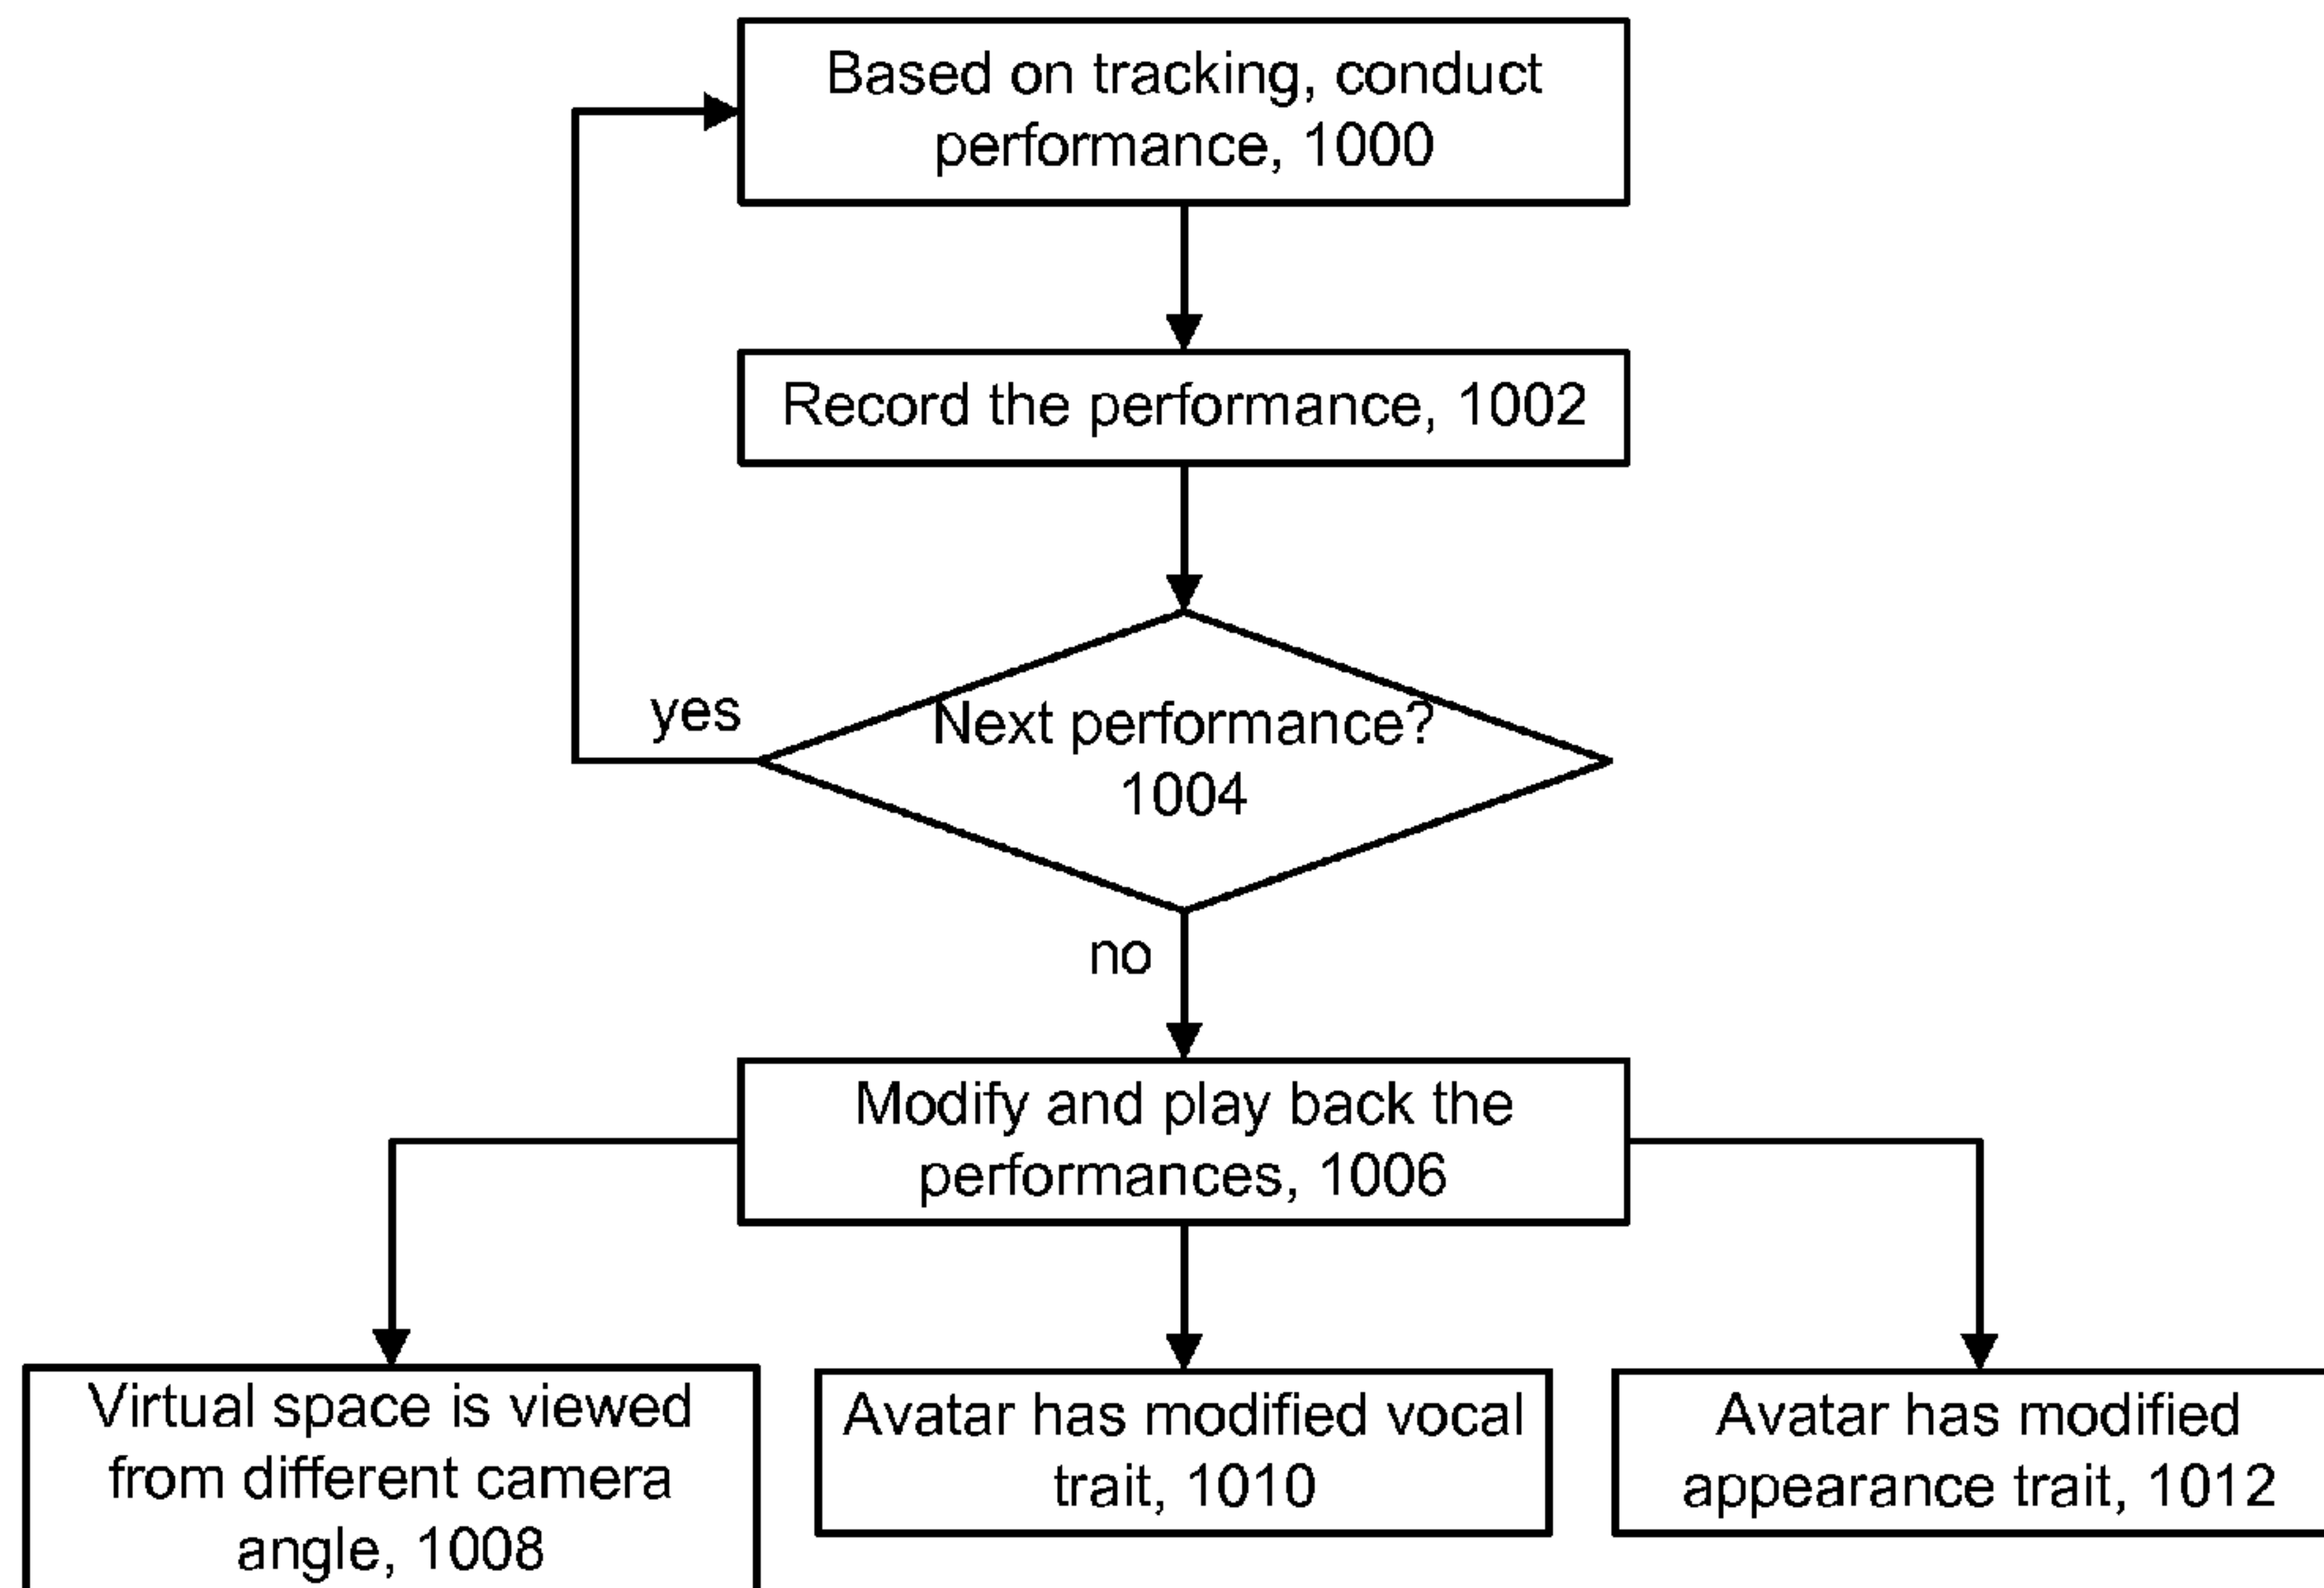 Based on tracking, conduct
performance, 1000
Record the performance, 1002
yes
Next performance?
1004
no
Modify and play back the
performances, 1006
Virtual space is viewed
from different camera
angle, 1008
Avatar has modified vocal
trait, 1010
Avatar has modified
appearance trait, 1012